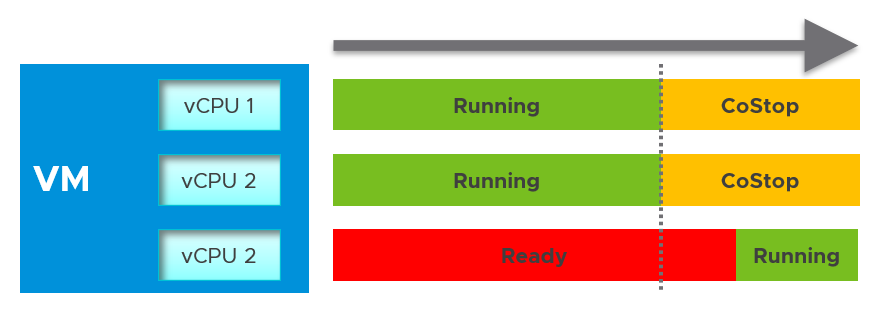 VM
vCPU 1
Running
CoStop
vCPU 2
Running
CoStop
vCPU 2
Ready
Running